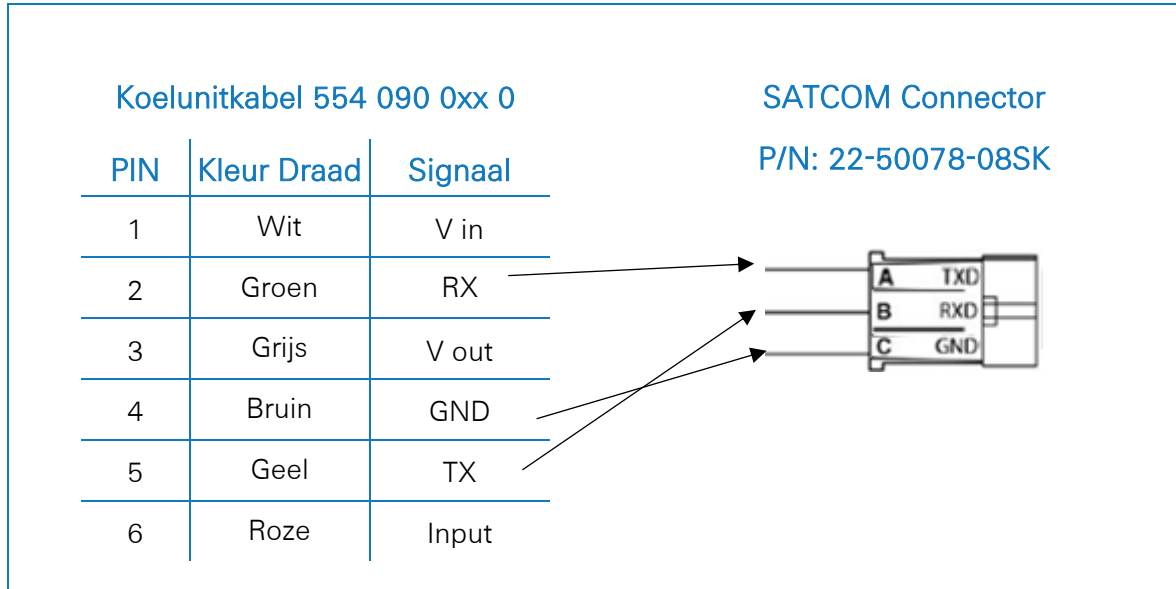 Koelunitkabel 554 090 0xx 0
PIN Kleur Draad Signaal
1 Wit V in
2 Groen RX
3 Grijs V out
4 Bruin GND
5 Geel TX
6 Roze Input
SATCOM Connector
P/N: 22-50078-08SK
A TXD
B RXD
C GND